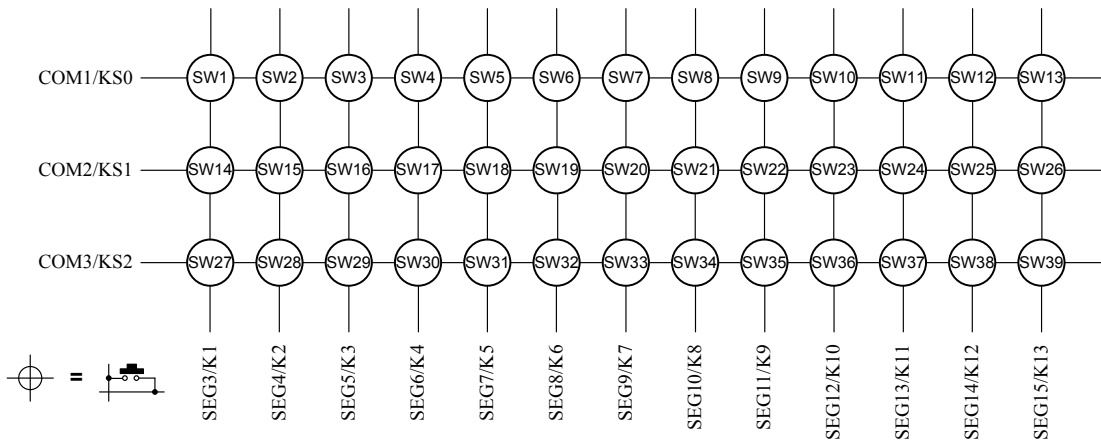 COM1/KS0 SW1 SW2 SW3 SW4 SW5 SW6 SW7 SW8 SW9 SW10 SW11 SW12 SW13
COM2/KS1 SW14 SW15 SW16 SW17 SW18 SW19 SW20 SW21 SW22 SW23 SW24 SW25 SW26
COM3/KS2 SW27 SW28 SW29 SW30 SW31 SW32 SW33 SW34 SW35 SW36 SW37 SW38 SW39
=
SEG3/K1
SEG4/K2
SEG5/K3
SEG6/K4
SEG7/K5
SEG8/K6
SEG9/K7
SEG10/K8
SEG11/K9
SEG12/K10
SEG13/K11
SEG14/K12
SEG15/K13